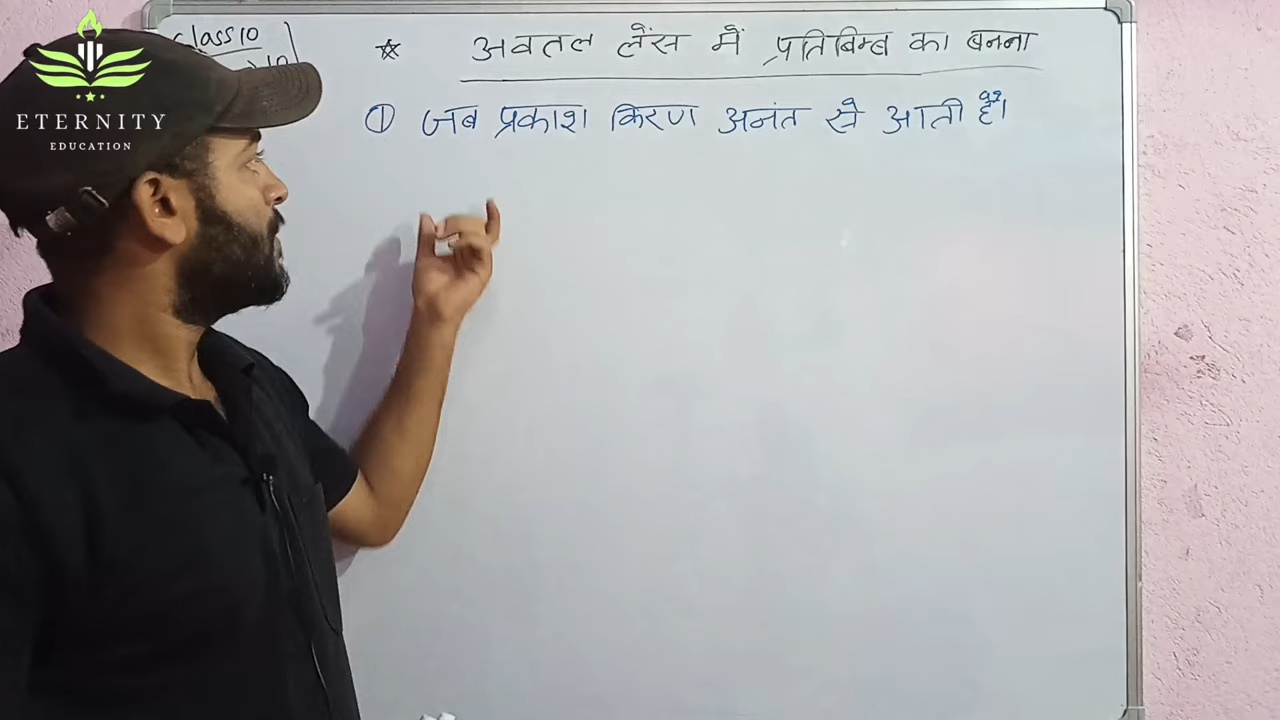 class 10
* अवतल लेंस में प्रतिबिम्ब का बनना
① जब प्रकाश किरण अनंत से आती है।
ETERNITY
EDUCATION